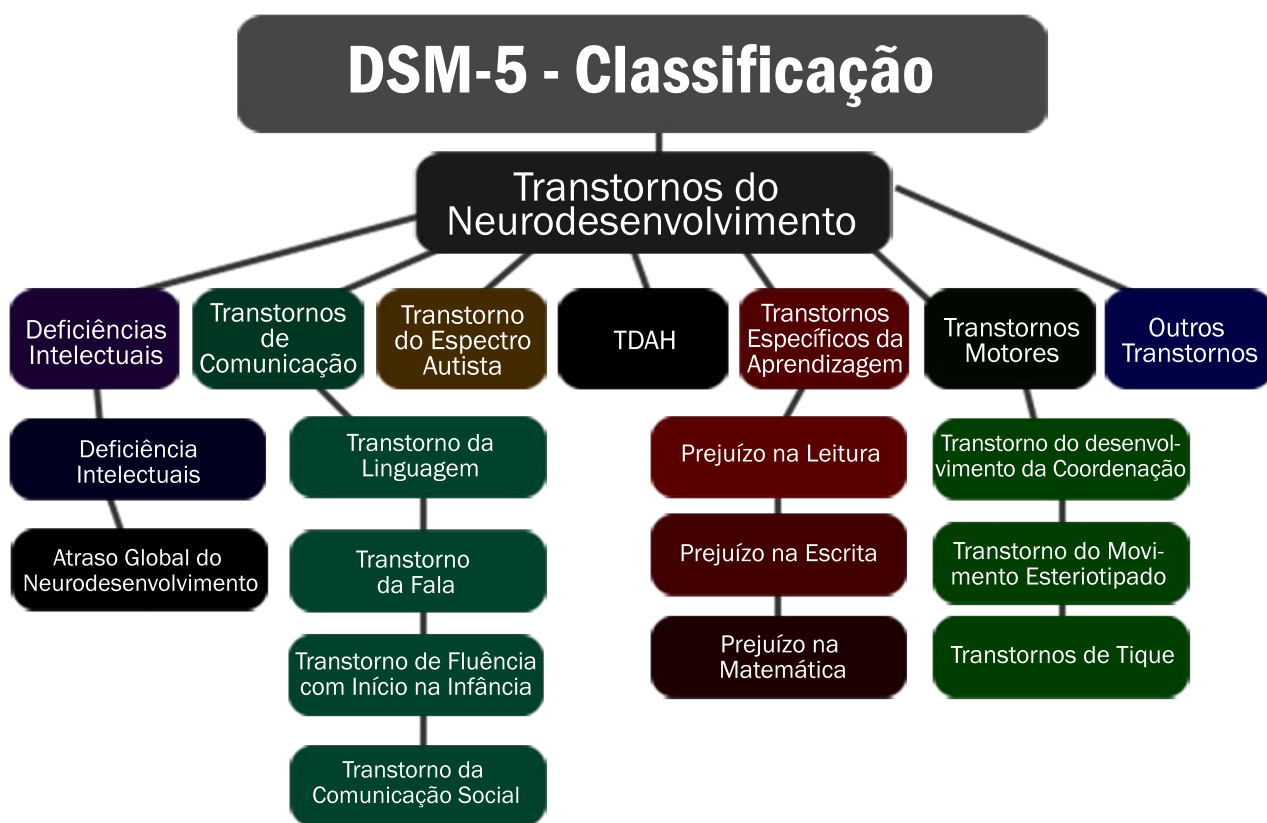 DSM-5 - Classificação
Transtornos do
Neurodesenvolvimento
Deficiências
Intelectuais
Transtornos
de
Comunicação
Transtorno
do Espectro
Autista
TDAH
Transtornos
Específicos da
Aprendizagem
Transtornos
Motores
Outros
Transtornos
Deficiência
Intelectuais
Atraso Global do
Neurodesenvolvimento
Transtorno da
Linguagem
Transtorno
da Fala
Transtorno de Fluência
com Início na Infância
Transtorno da
Comunicação Social
Prejuízo na Leitura
Prejuízo na Escrita
Prejuízo na
Matemática
Transtorno do desenvol-
vimento da Coordenação
Transtorno do Movi-
mento Esteriotipado
Transtornos de Tique